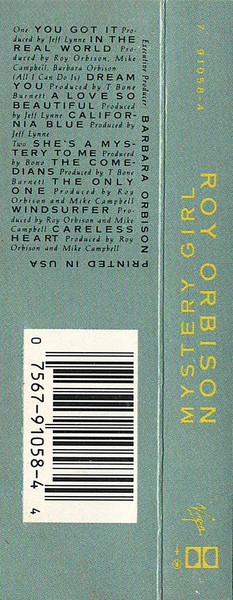 One YOU GOT IT Pro-
duced by Jeff Lynne IN THE
REAL WORLD Pro-
duced by Roy Orbison, Mike
Campbell, Barbara Orbison
(All I Can Do Is) DREAM
YOU Produced by T Bone
Burnett A LOVE SO
BEAUTIFUL Produced
by Jeff Lynne CALIFOR-
NIA BLUE Produced by
Jeff Lynne
Two SHE'S A MYS-
TERY TO ME Produced
by Bono THE COME-
DIANS Produced by T Bone
Burnett THE ONLY
ONE Produced by Roy
Orbison and Mike Campbell
WINDSURFER Pro-
duced by Roy Orbison and Mike
Campbell CARELESS
HEART Produced by Roy
Orbison and Mike Campbell
Executive Producer: BARBARA ORBISON
PRINTED IN USA
0 7567-91058-4 4
7 91058-4
ROY ORBISON
MYSTERY GIRL
Virgin